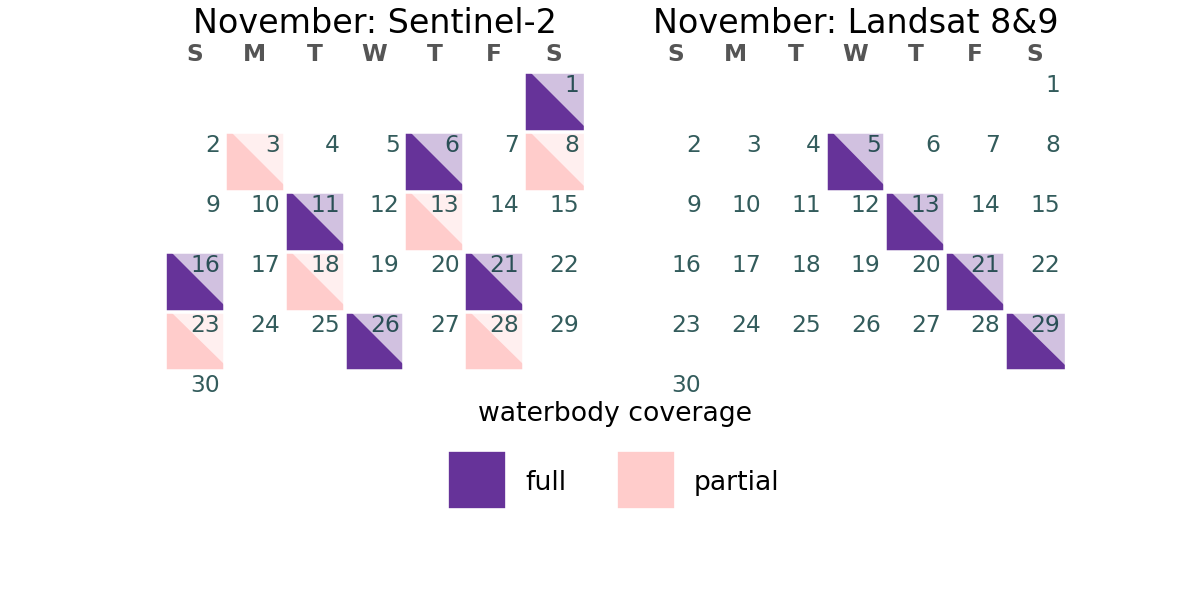 November: Sentinel-2
S M T W T F S
1
2 3 4 5 6 7 8
9 10 11 12 13 14 15
16 17 18 19 20 21 22
23 24 25 26 27 28 29
30
November: Landsat 8&9
S M T W T F S
1
2 3 4 5 6 7 8
9 10 11 12 13 14 15
16 17 18 19 20 21 22
23 24 25 26 27 28 29
30
waterbody coverage
full partial